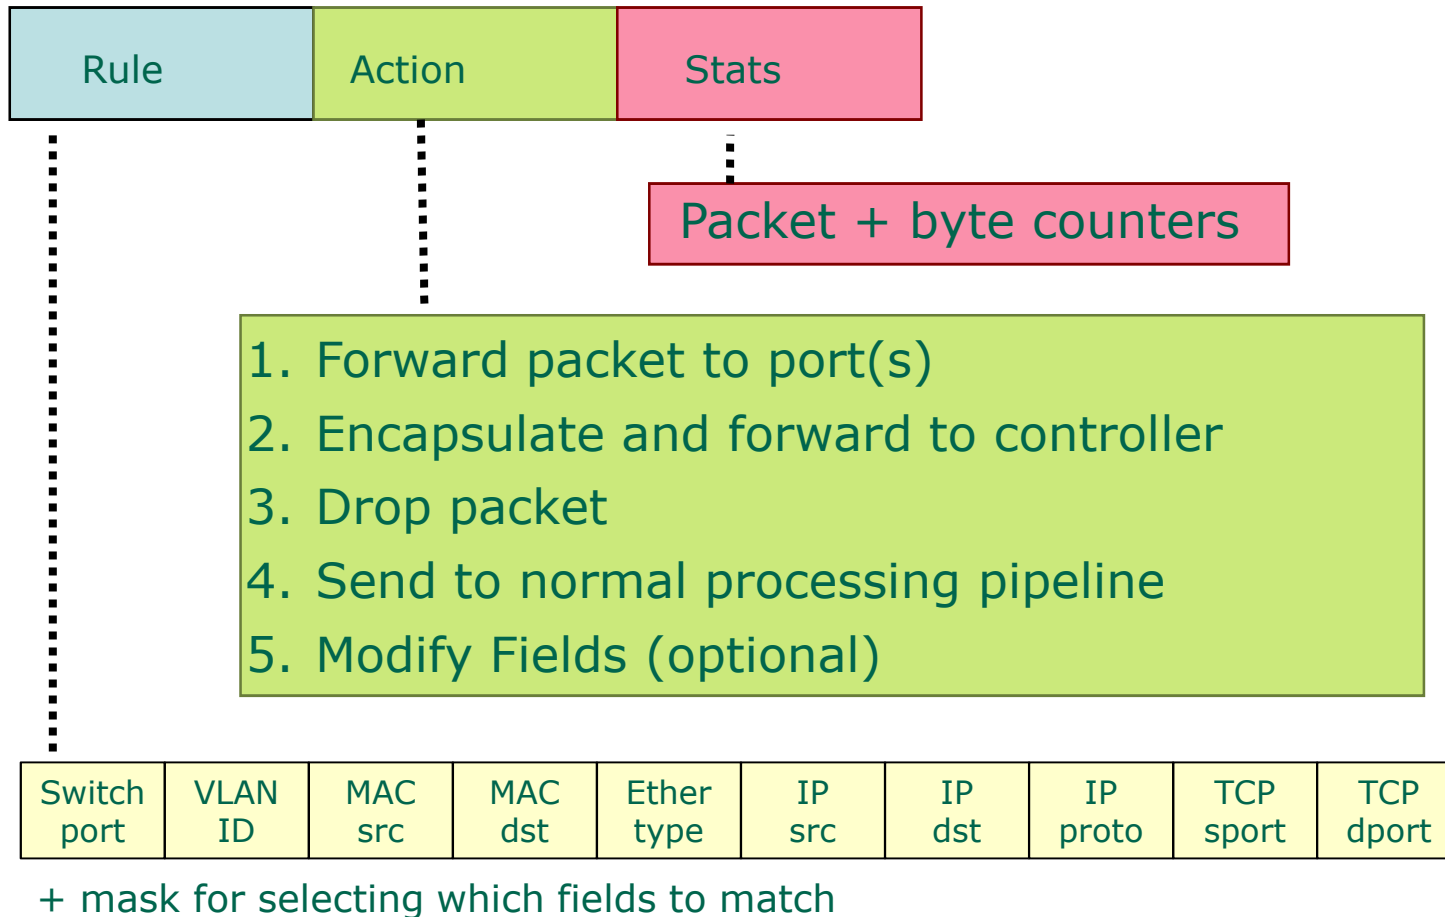 Rule Action Stats
Packet + byte counters
1. Forward packet to port(s)
2. Encapsulate and forward to controller
3. Drop packet
4. Send to normal processing pipeline
5. Modify Fields (optional)
Switch port
VLAN ID
MAC src
MAC dst
Ether type
IP src
IP dst
IP proto
TCP sport
TCP dport
+ mask for selecting which fields to match